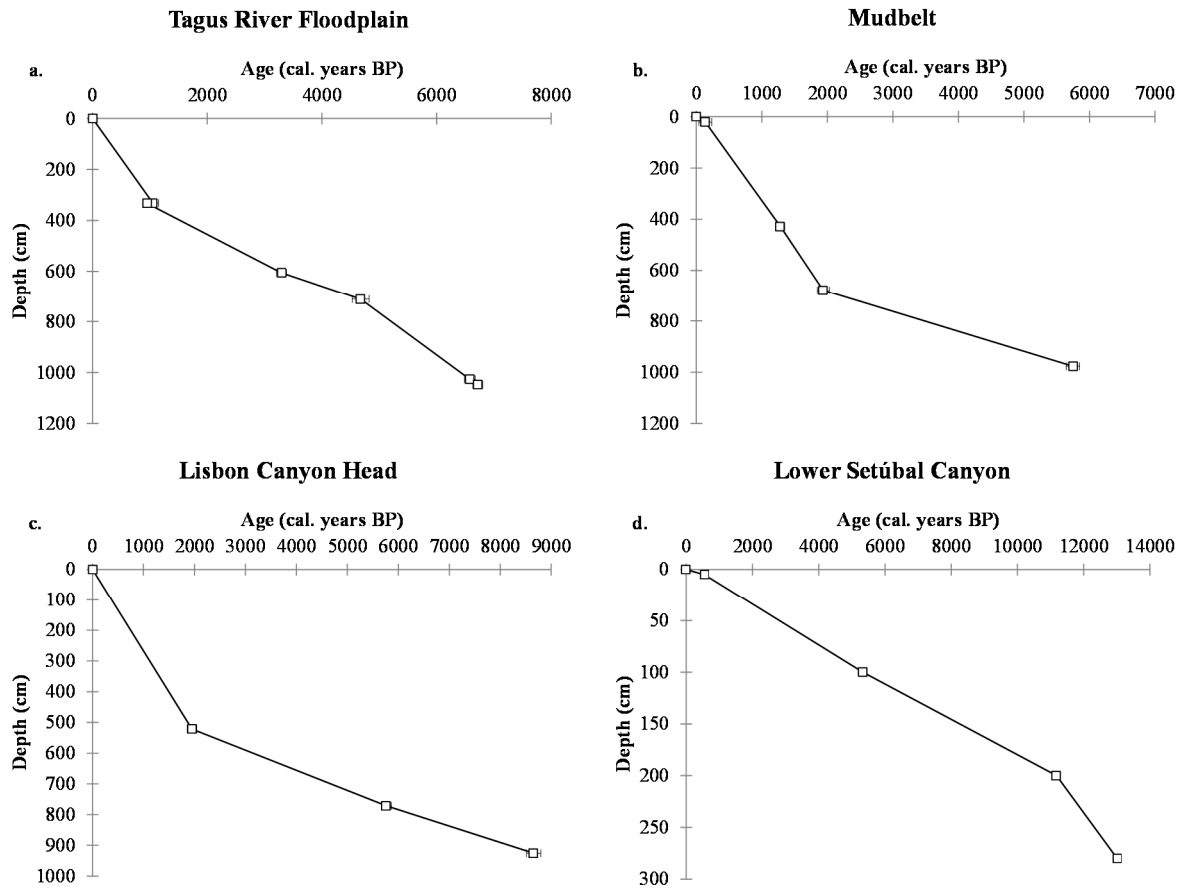 Tagus River Floodplain
a.
Age (cal. years BP)
0 2000 4000 6000 8000
0
200
400
600
800
1000
1200
Depth (cm)
Mudbelt
b.
Age (cal. years BP)
0 1000 2000 3000 4000 5000 6000 7000
0
200
400
600
800
1000
1200
Depth (cm)
Lisbon Canyon Head
c.
Age (cal. years BP)
0 1000 2000 3000 4000 5000 6000 7000 8000 9000
0
100
200
300
400
500
600
700
800
900
1000
Depth (cm)
Lower Setúbal Canyon
d.
Age (cal. years BP)
0 2000 4000 6000 8000 10000 12000 14000
0
50
100
150
200
250
300
Depth (cm)